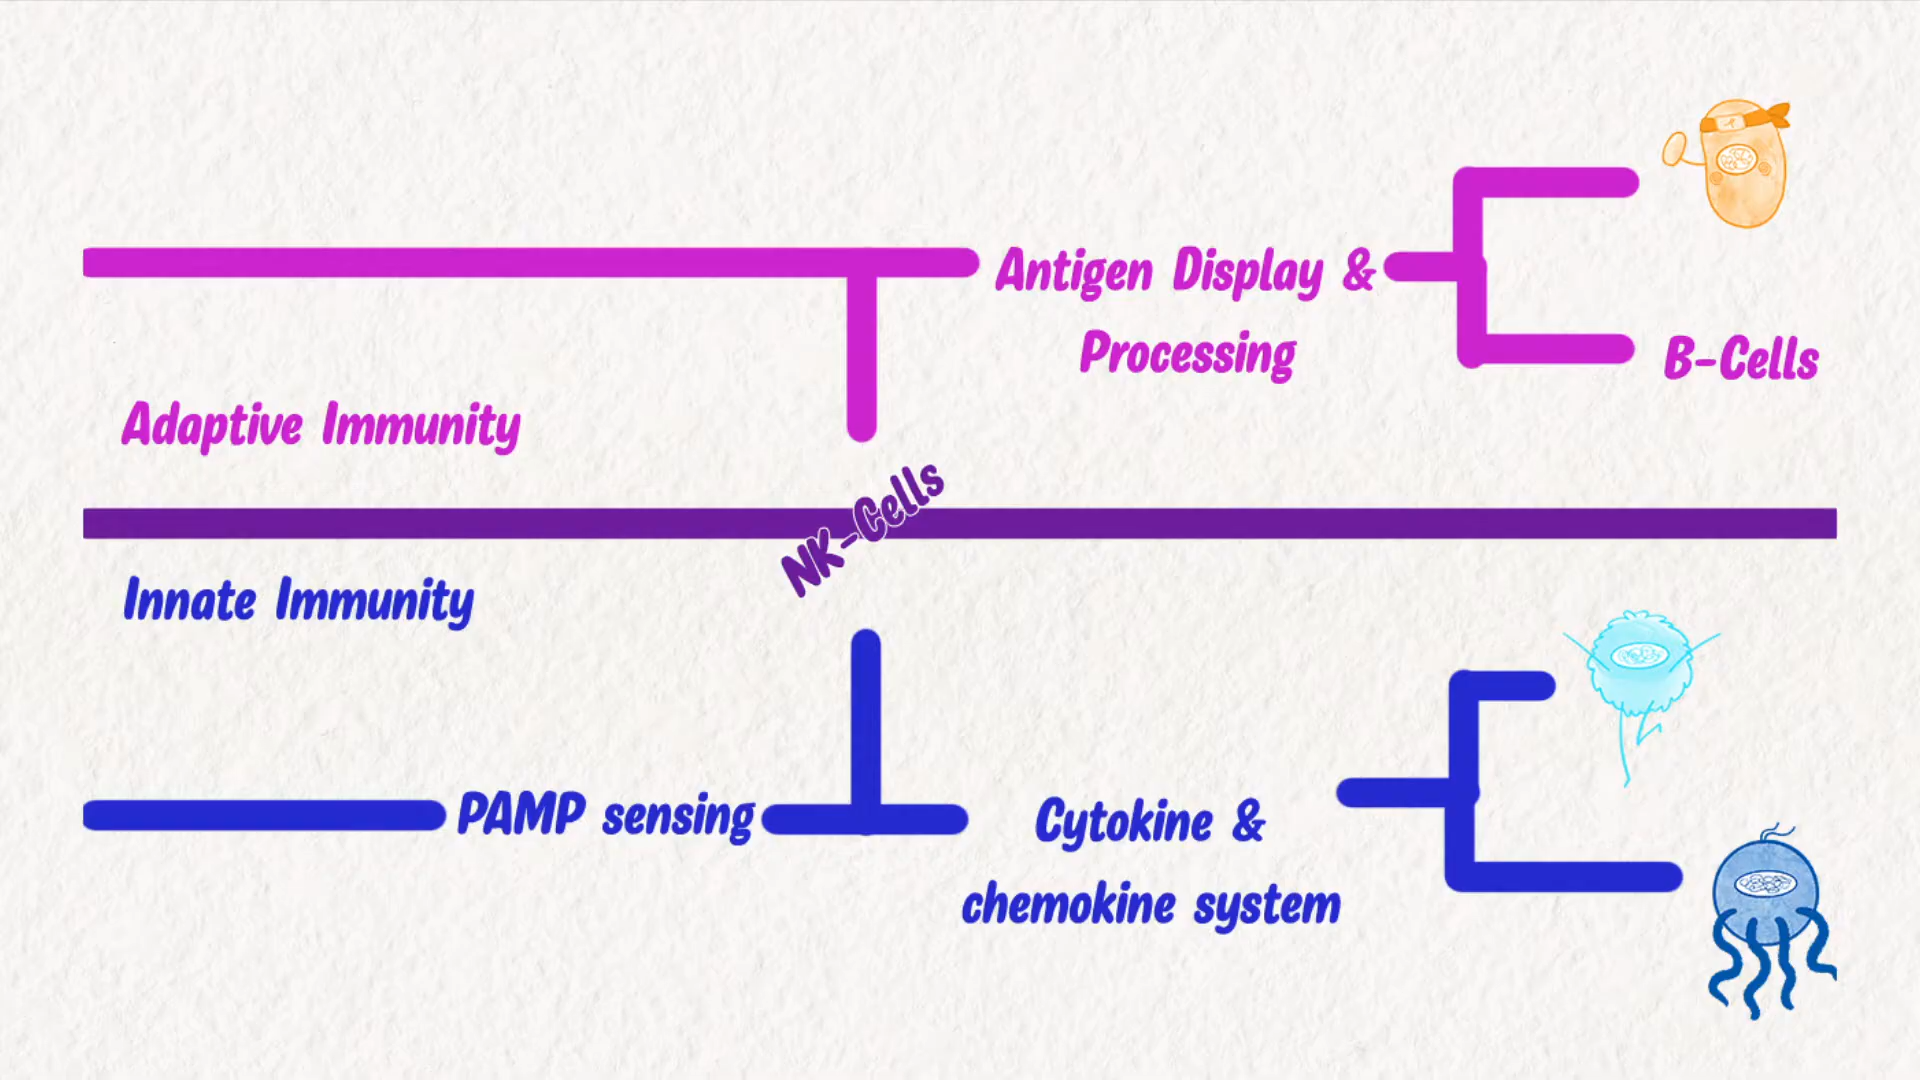 Antigen Display &
Processing
B-Cells
Adaptive Immunity
NK-Cells
Innate Immunity
PAMP sensing
Cytokine &
chemokine system